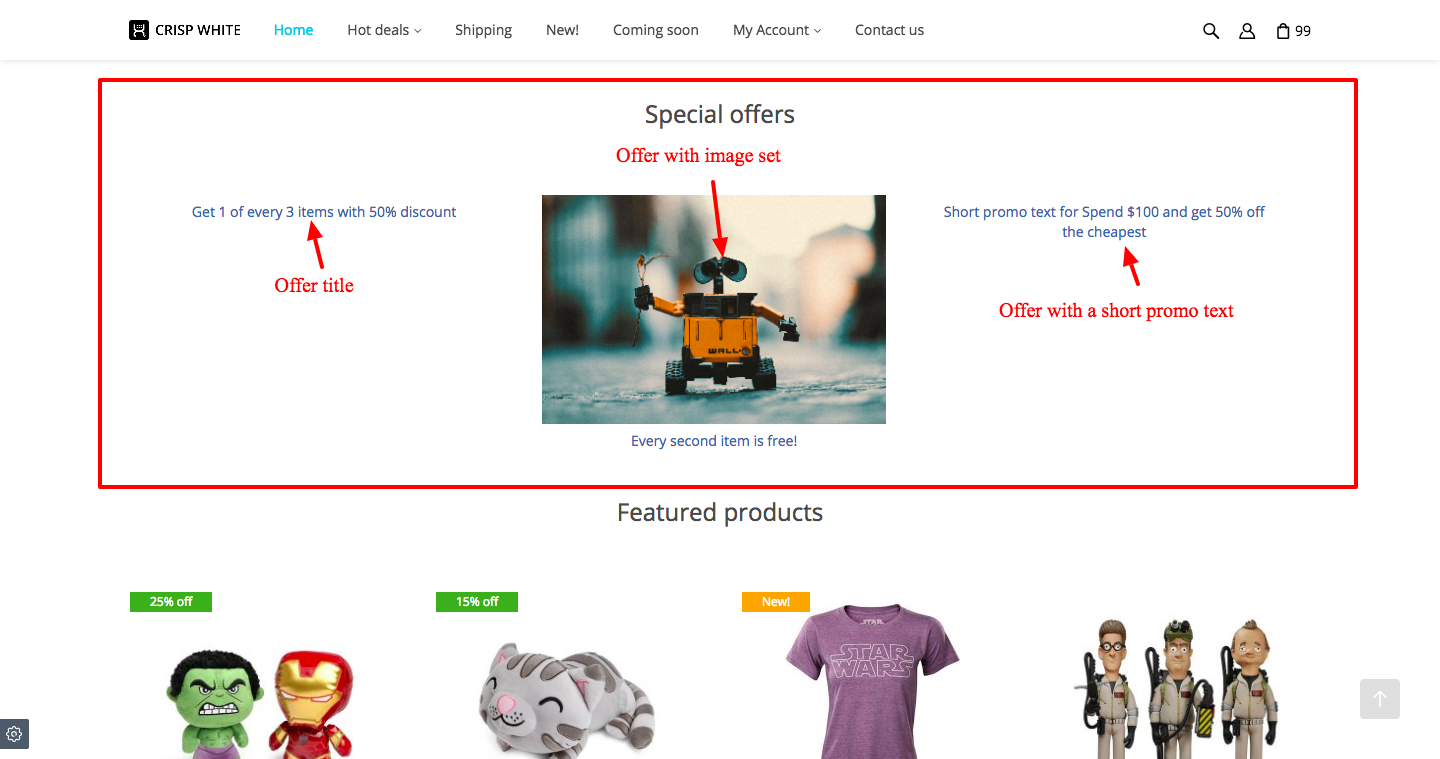 CRISP WHITE Home Hot deals Shipping New! Coming soon My Account Contact us 99
Special offers
Offer with image set
Get 1 of every 3 items with 50% discount
Offer title
WALL•E
Every second item is free!
Short promo text for Spend $100 and get 50% off
the cheapest
Offer with a short promo text
Featured products
25% off
15% off
New!
STAR
WARS